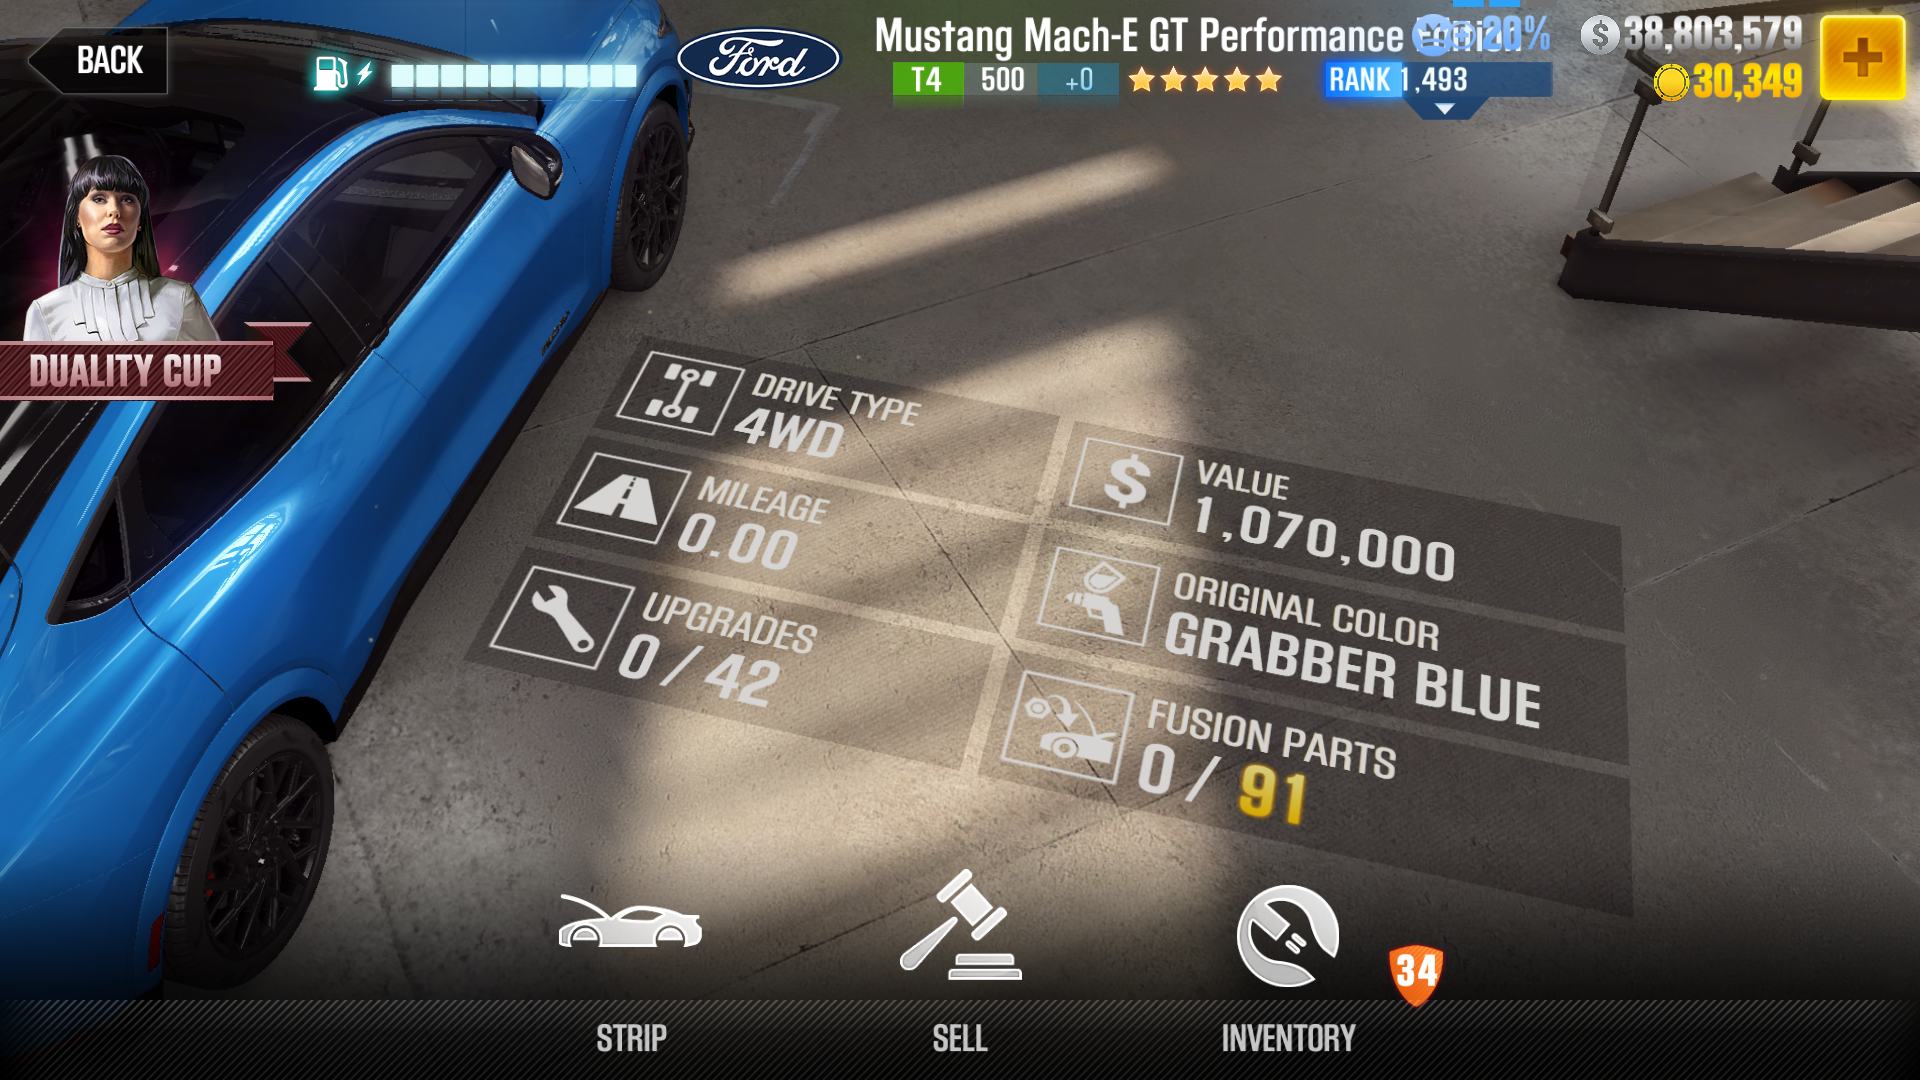 BACK
Ford
Mustang Mach-E GT Performance
20%
38,803,579
T4 500 +0
RANK 1,493
30,349
DUALITY CUP
DRIVE TYPE
4WD
MILEAGE
0.00
UPGRADES
0 / 42
VALUE
1,070,000
ORIGINAL COLOR
GRABBER BLUE
FUSION PARTS
0 / 91
34
STRIP
SELL
INVENTORY